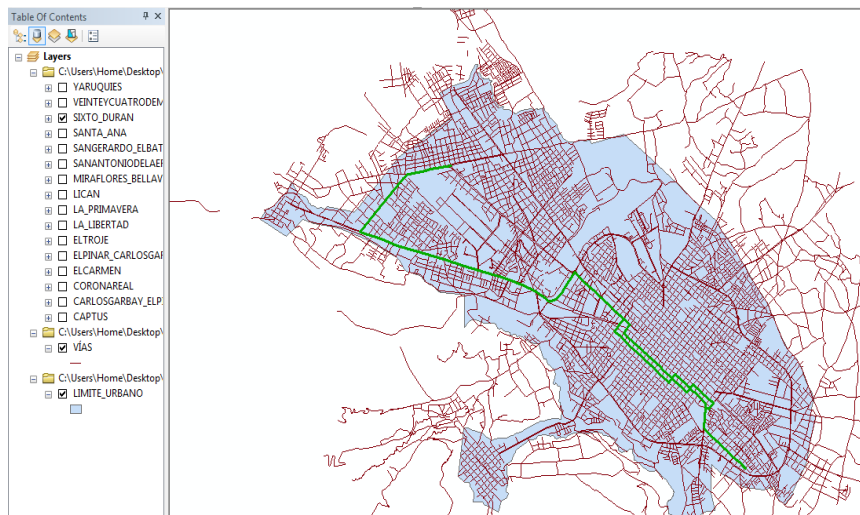 Table Of Contents
Layers
C:\Users\Home\Desktop\
YARUQUIES
VEINTEYCUATRODEM
SIXTO_DURAN
SANTA_ANA
SANGERARDO_ELBAT
SANANTONIODELAEF
MIRAFLORES_BELLAV
LICAN
LA_PRIMAVERA
LA_LIBERTAD
ELTROJE
ELPINAR_CARLOSGAF
ELCARMEN
CORONAREAL
CARLOSGARBAY_ELPI
CAPTUS
C:\Users\Home\Desktop\
VÍAS
C:\Users\Home\Desktop\
LIMITE_URBANO